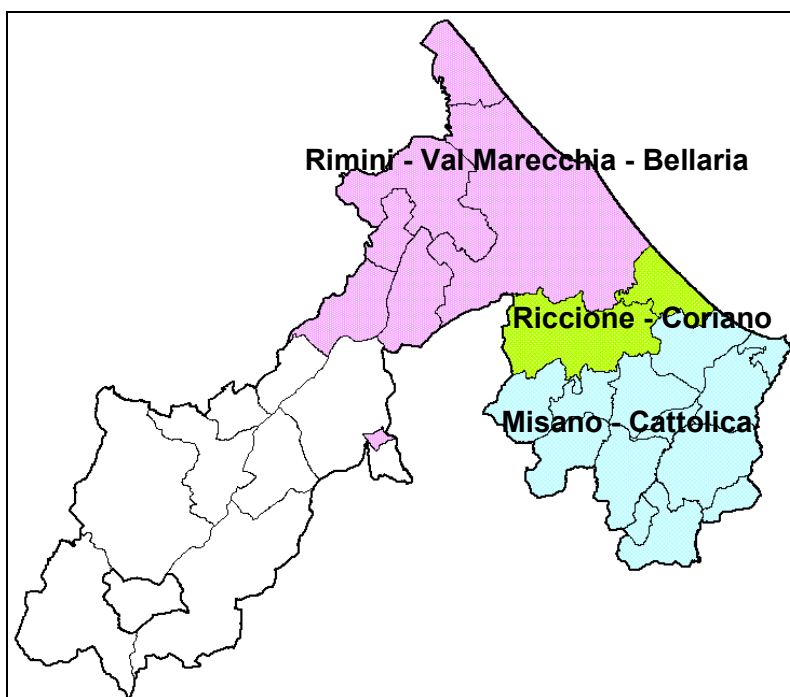 Rimini - Val Marecchia - Bellaria
Riccione - Coriano
Misano - Cattolica